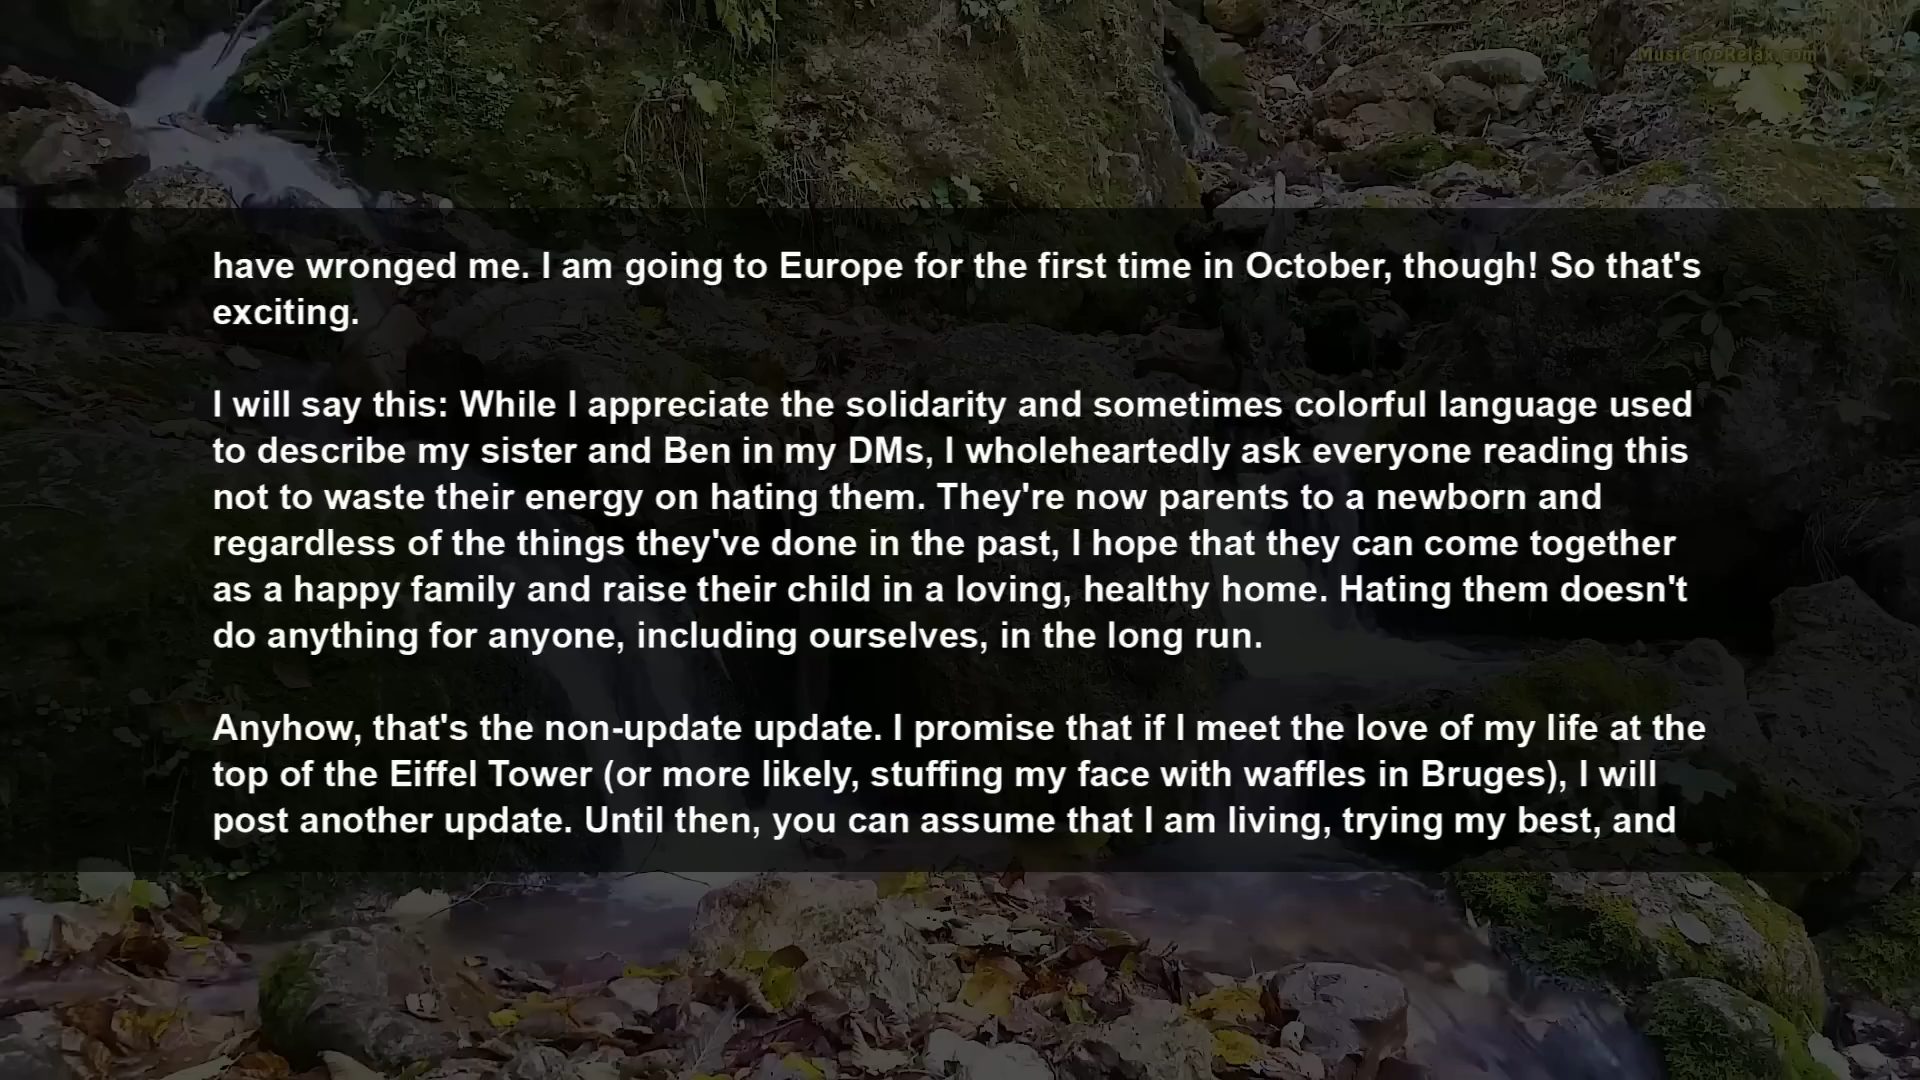 MusicTopRelax.com
have wronged me. I am going to Europe for the first time in October, though! So that's
exciting.
I will say this: While I appreciate the solidarity and sometimes colorful language used
to describe my sister and Ben in my DMs, I wholeheartedly ask everyone reading this
not to waste their energy on hating them. They're now parents to a newborn and
regardless of the things they've done in the past, I hope that they can come together
as a happy family and raise their child in a loving, healthy home. Hating them doesn't
do anything for anyone, including ourselves, in the long run.
Anyhow, that's the non-update update. I promise that if I meet the love of my life at the
top of the Eiffel Tower (or more likely, stuffing my face with waffles in Bruges), I will
post another update. Until then, you can assume that I am living, trying my best, and